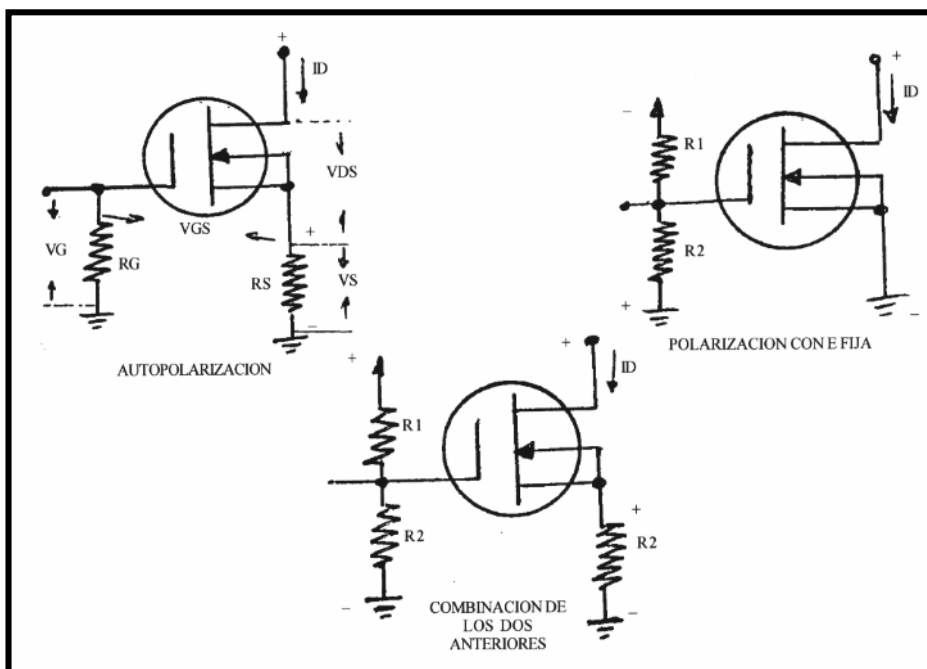 +
ID
VDS
VGS
VG
RG
+
RS
VS
−
AUTOPOLARIZACION
+
ID
−
R1
R2
+
−
POLARIZACION CON E FIJA
+
ID
+
R1
R2
−
+
R2
−
COMBINACION DE
LOS DOS
ANTERIORES